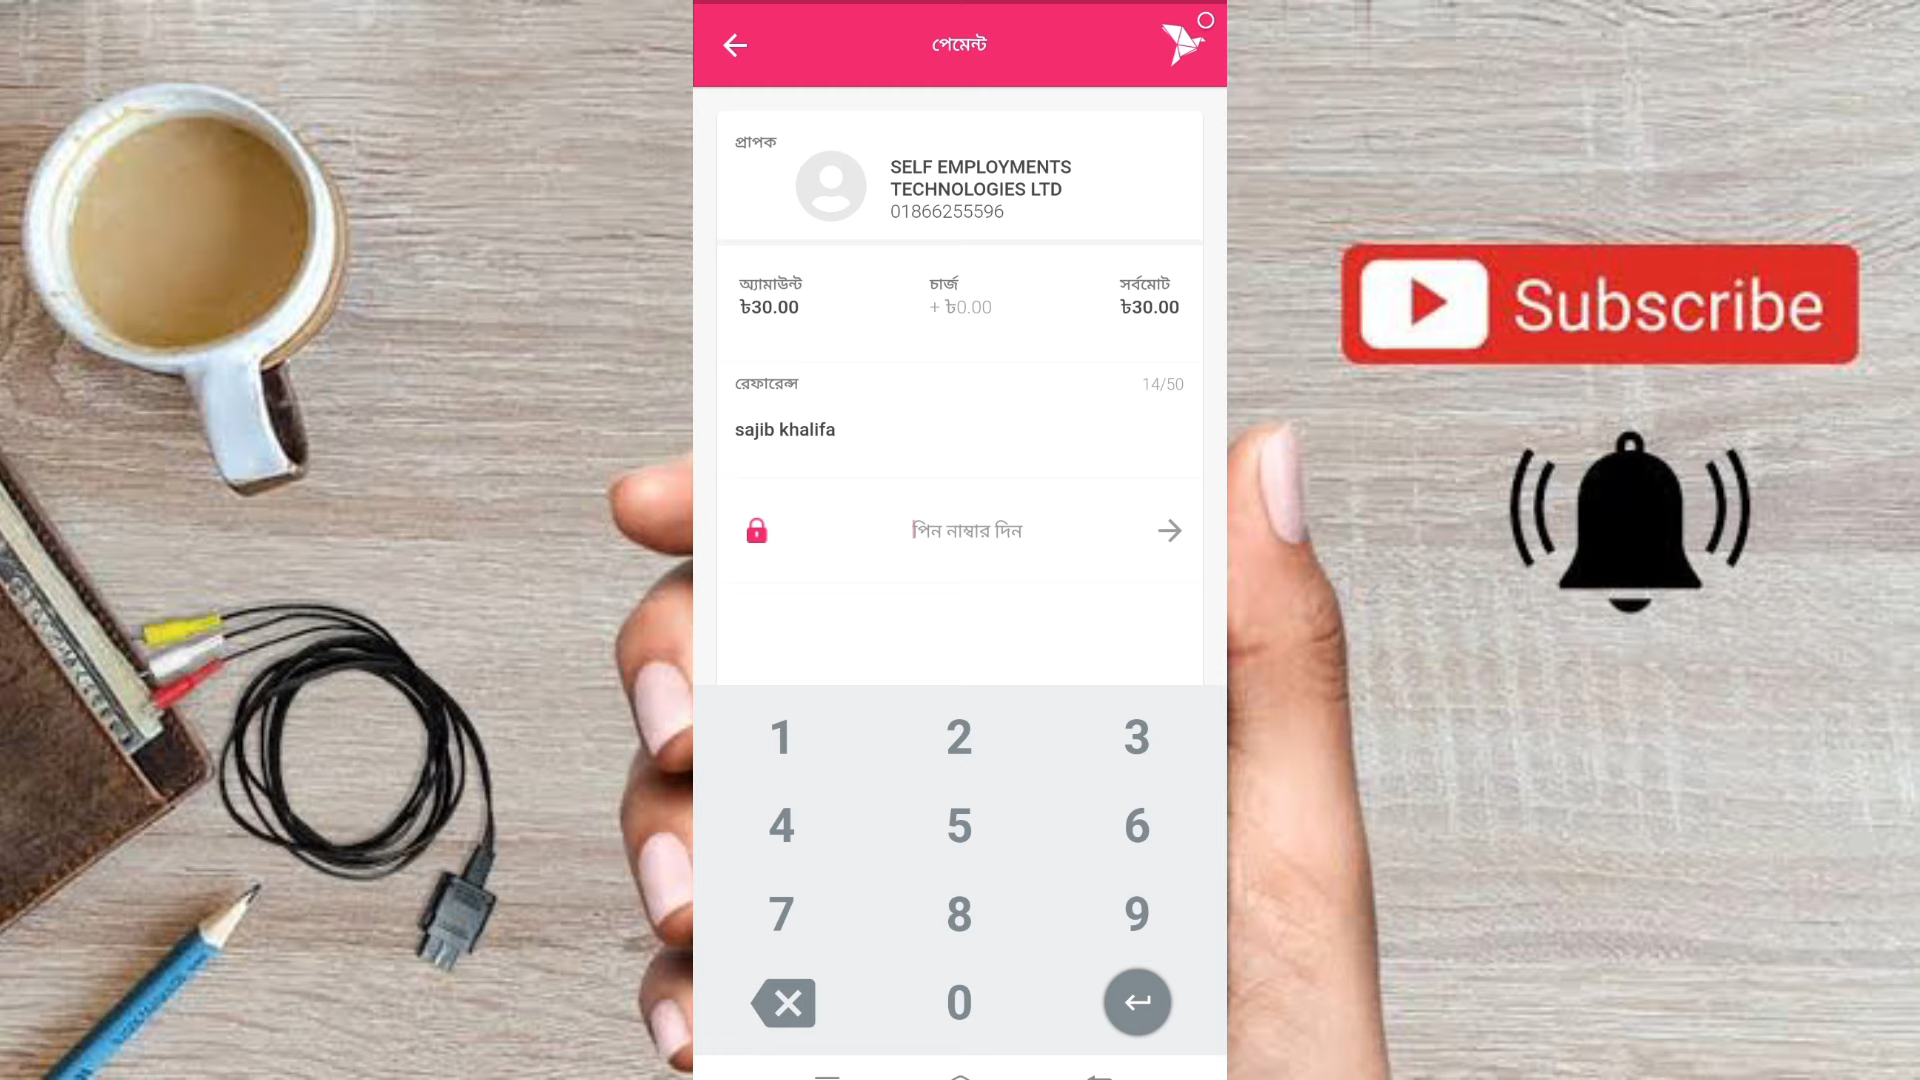 পেমেন্ট
প্রাপক
SELF EMPLOYMENTS
TECHNOLOGIES LTD
01866255596
অ্যামাউন্ট
চার্জ
সর্বমোট
৳30.00
+ ৳0.00
৳30.00
রেফারেন্স
14/50
sajib khalifa
পিন নাম্বার দিন
1 2 3
4 5 6
7 8 9
0
Subscribe